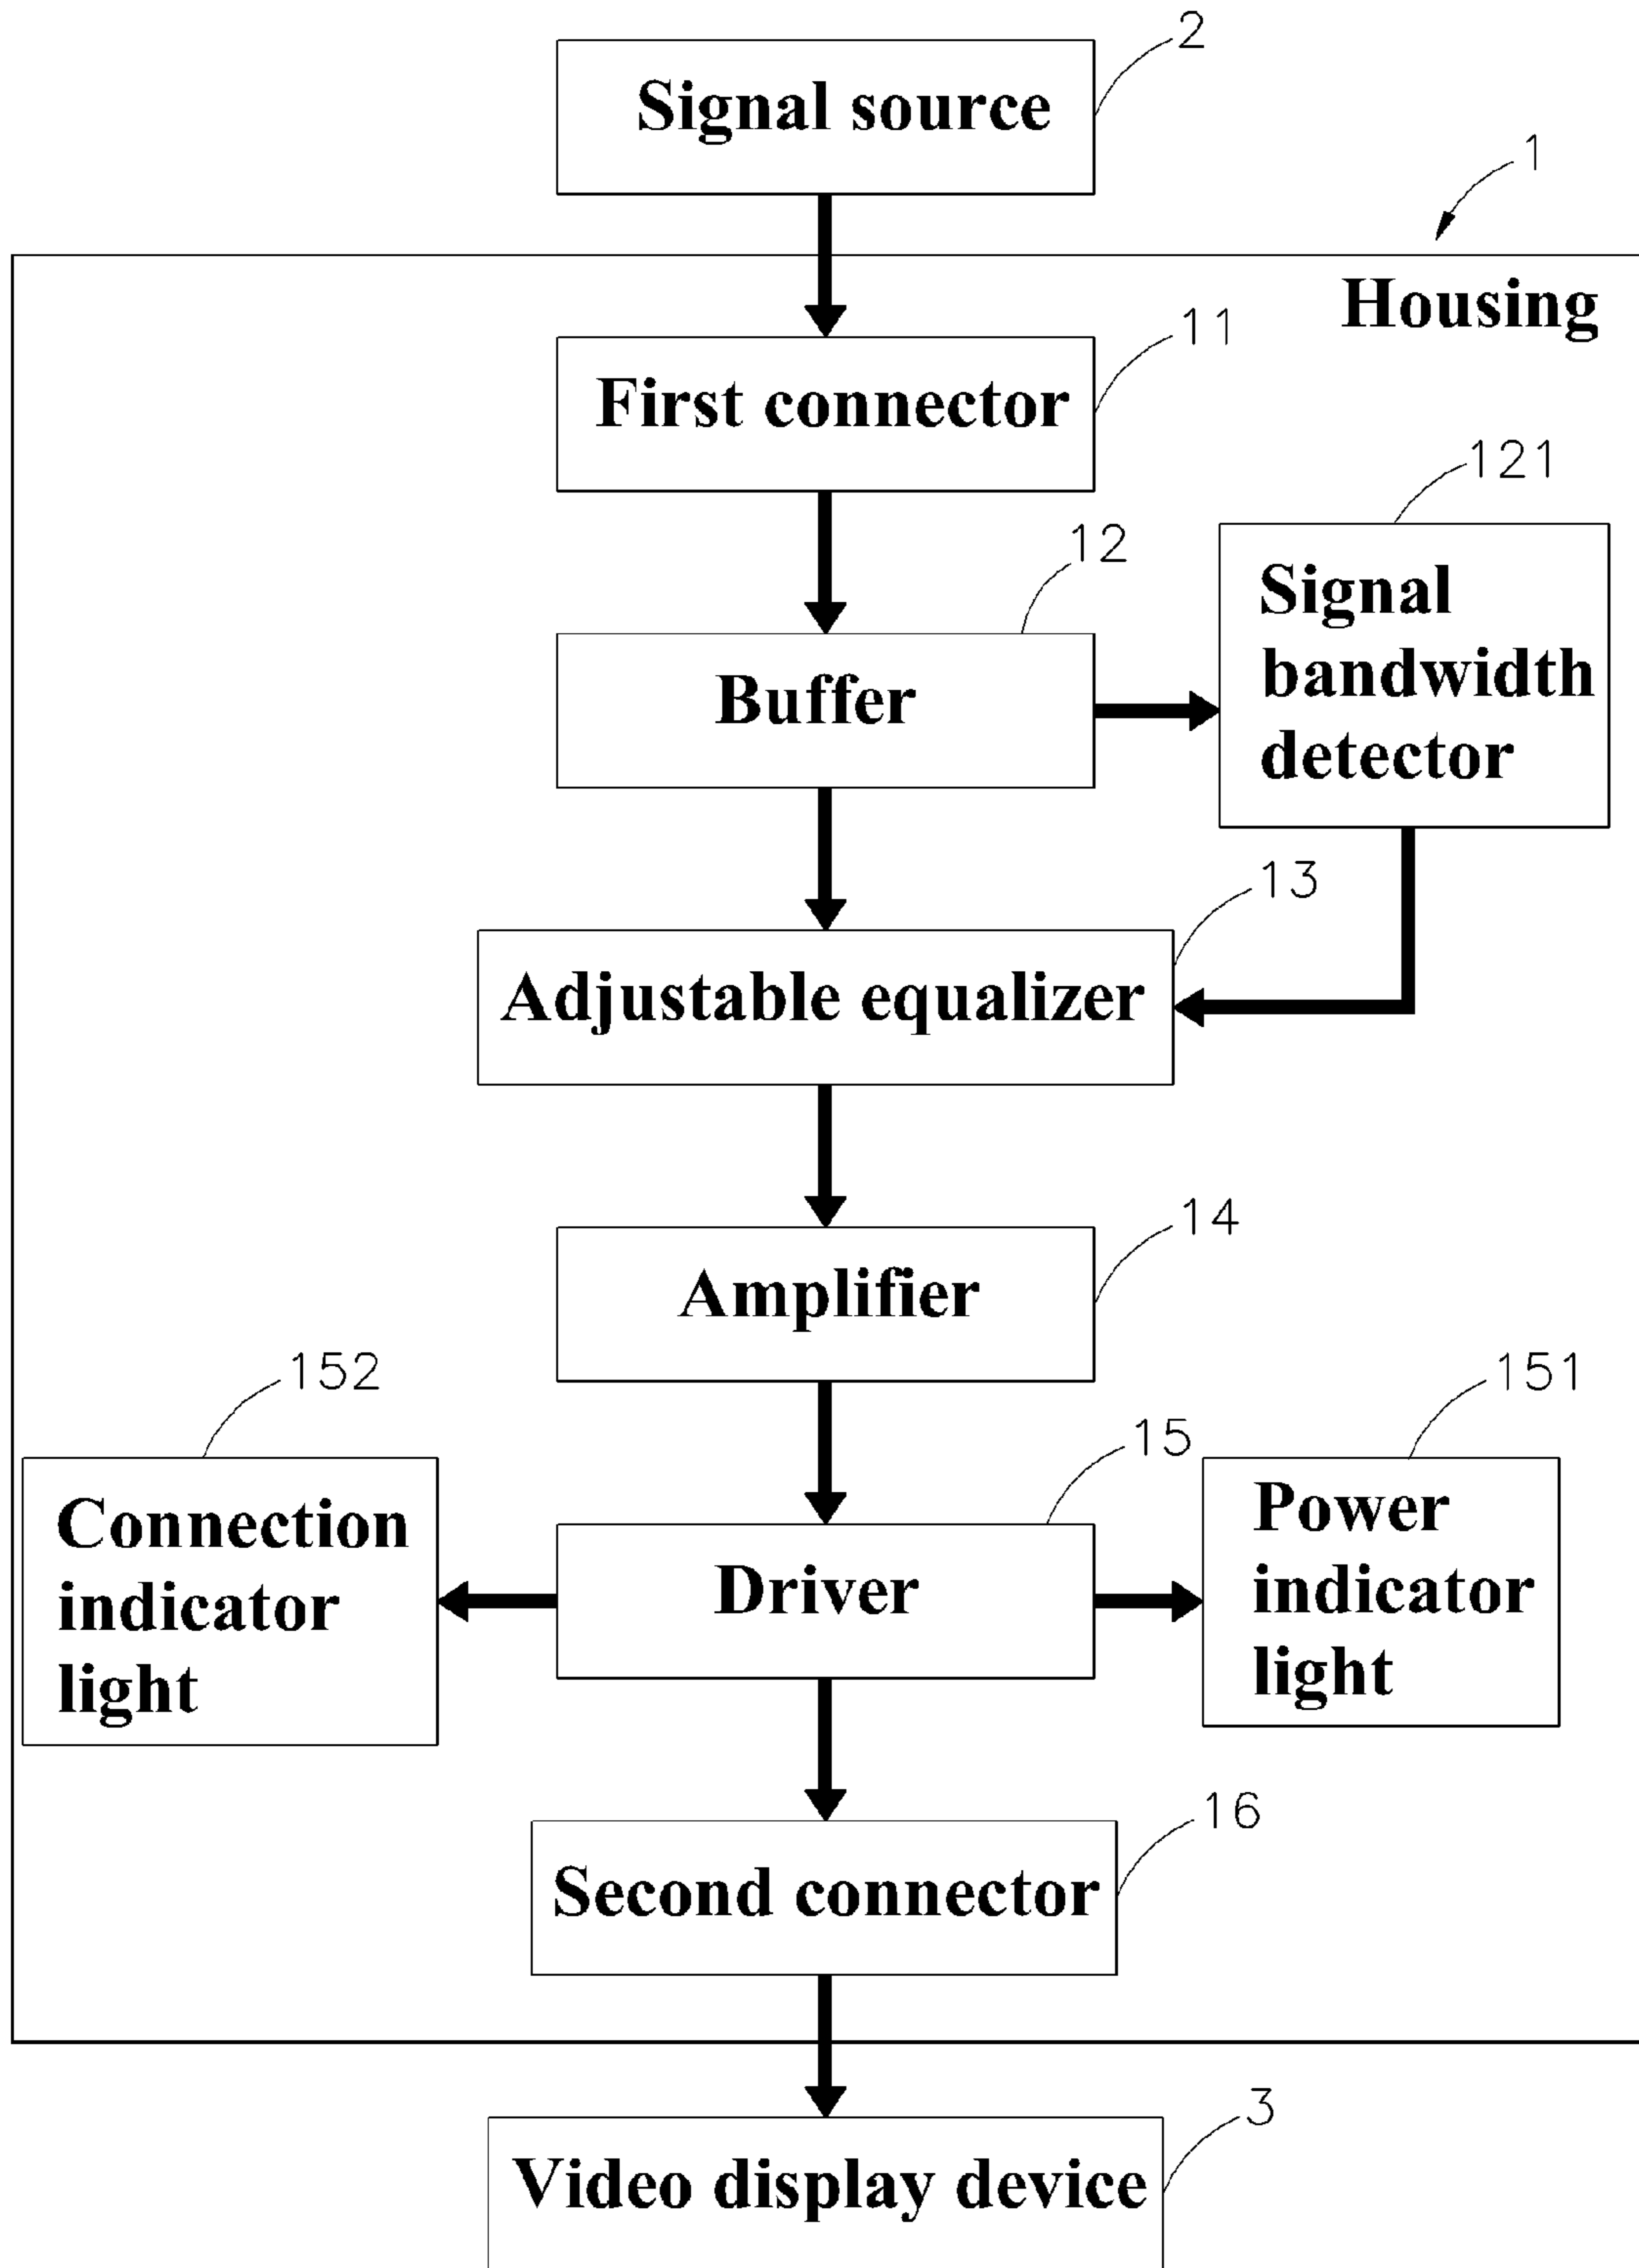 2
Signal source
1
Housing
11
First connector
121
12
Signal
bandwidth
detector
Buffer
13
Adjustable equalizer
14
Amplifier
152
151
15
Connection
indicator
light
Driver
Power
indicator
light
16
Second connector
3
Video display device